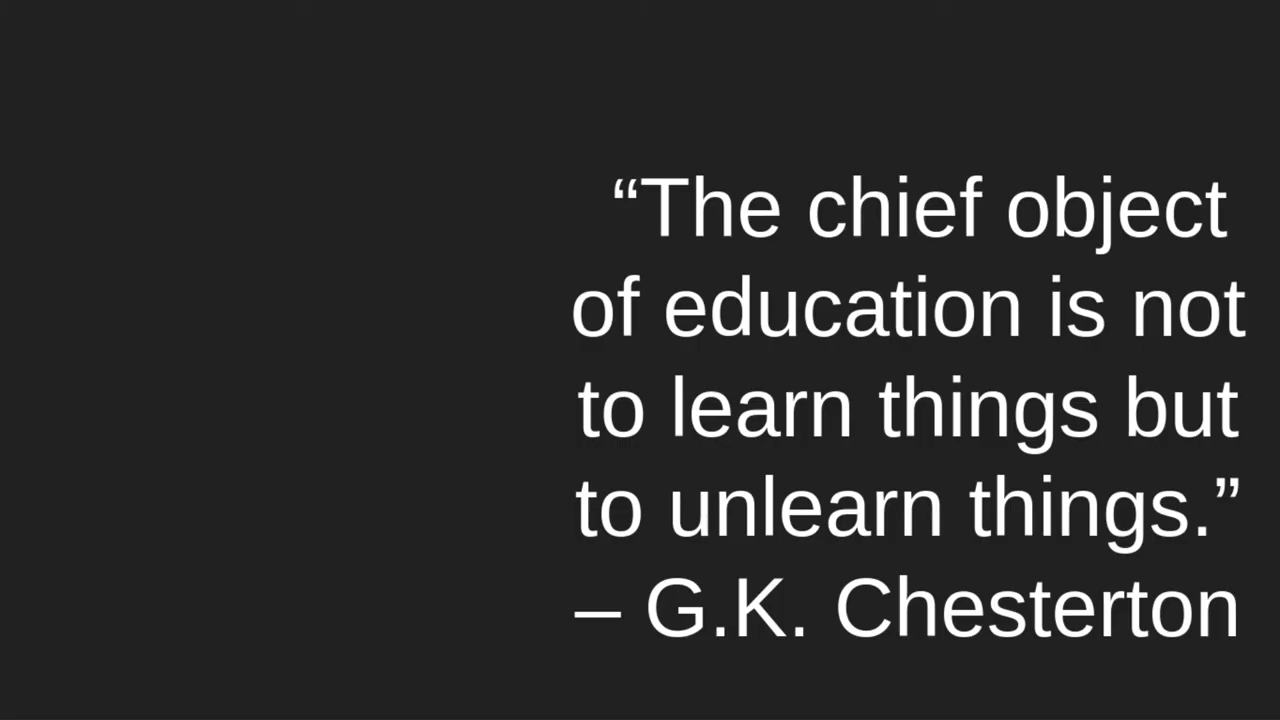 “The chief object
of education is not
to learn things but
to unlearn things.”
– G.K. Chesterton